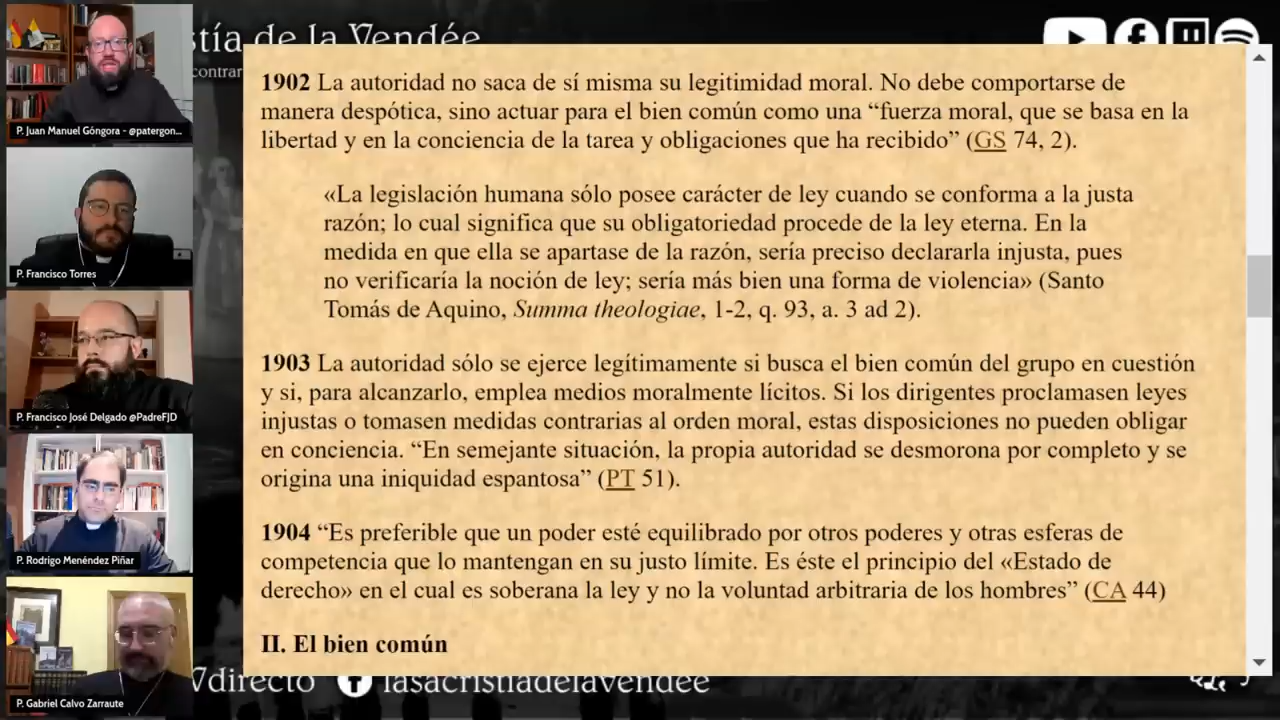 stía de la Vendée
contrar
P. Juan Manuel Góngora - @patergon...
P. Francisco Torres
P. Francisco José Delgado @PadreFJD
P. Rodrigo Menéndez Piñar
P. Gabriel Calvo Zarraute
1902 La autoridad no saca de sí misma su legitimidad moral. No debe comportarse de
manera despótica, sino actuar para el bien común como una “fuerza moral, que se basa en la
libertad y en la conciencia de la tarea y obligaciones que ha recibido” (GS 74, 2).
«La legislación humana sólo posee carácter de ley cuando se conforma a la justa
razón; lo cual significa que su obligatoriedad procede de la ley eterna. En la
medida en que ella se apartase de la razón, sería preciso declararla injusta, pues
no verificaría la noción de ley; sería más bien una forma de violencia» (Santo
Tomás de Aquino, Summa theologiae, 1-2, q. 93, a. 3 ad 2).
1903 La autoridad sólo se ejerce legítimamente si busca el bien común del grupo en cuestión
y si, para alcanzarlo, emplea medios moralmente lícitos. Si los dirigentes proclamasen leyes
injustas o tomasen medidas contrarias al orden moral, estas disposiciones no pueden obligar
en conciencia. “En semejante situación, la propia autoridad se desmorona por completo y se
origina una iniquidad espantosa” (PT 51).
1904 “Es preferible que un poder esté equilibrado por otros poderes y otras esferas de
competencia que lo mantengan en su justo límite. Es éste el principio del «Estado de
derecho» en el cual es soberana la ley y no la voluntad arbitraria de los hombres” (CA 44)
II. El bien común
Vdirecto lasacristiadelavendee